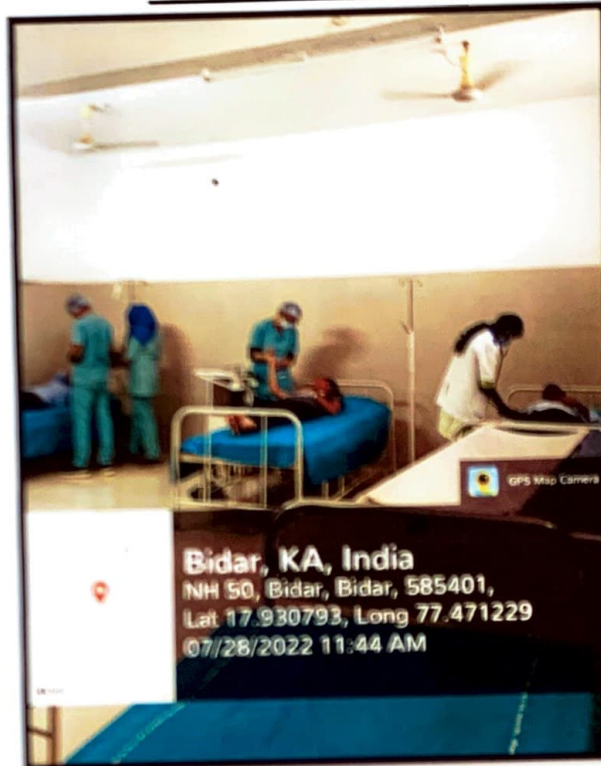 GPS Map Camera
Bidar, KA, India
NH 50, Bidar, Bidar, 585401,
Lat 17.930793, Long 77.471229
07/28/2022 11:44 AM